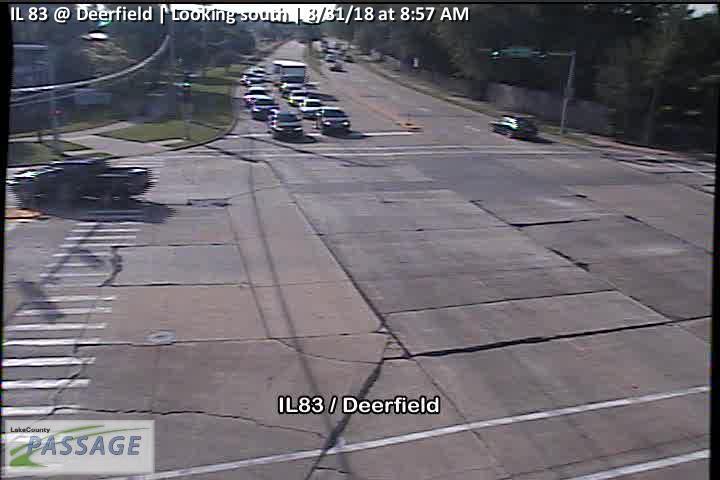 IL 83 @ Deerfield | Looking south | 8/31/18 at 8:57 AM
IL83 / Deerfield
LakeCounty
PASSAGE